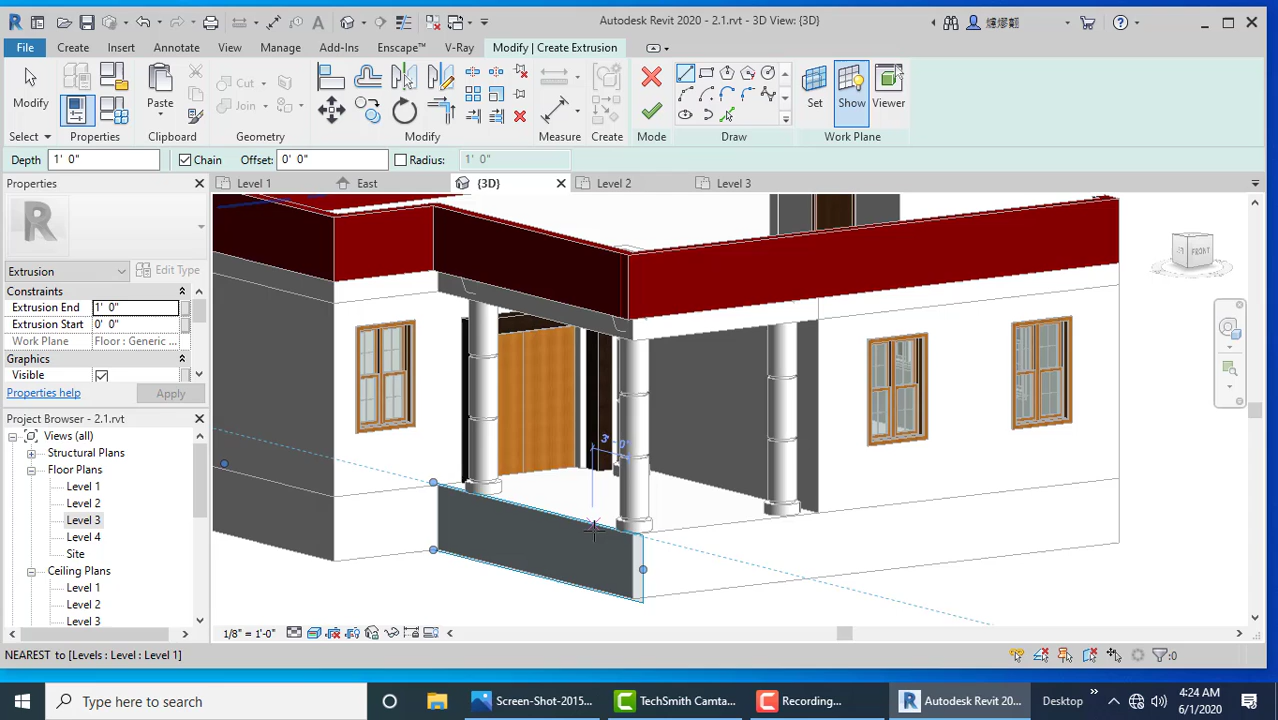 Autodesk Revit 2020 - 2.1.rvt - 3D View: {3D}
File Create Insert Annotate View Manage Add-Ins Enscape™ V-Ray Modify | Create Extrusion
Modify Paste Cut Join Set Show Viewer
Select Properties Clipboard Geometry Modify Measure Create Mode Draw Work Plane
Depth 1' 0" Chain Offset: 0' 0" Radius: 1' 0"
Properties
Level 1 East {3D} Level 2 Level 3
Extrusion Edit Type
Constraints
Extrusion End 1' 0"
Extrusion Start 0' 0"
Work Plane Floor : Generic ...
Graphics
Visible
Properties help Apply
Project Browser - 2.1.rvt
Views (all)
Structural Plans
Floor Plans
Level 1
Level 2
Level 3
Level 4
Site
Ceiling Plans
Level 1
Level 2
Level 3
FRONT
1/8" = 1'-0"
NEAREST to [Levels : Level : Level 1]
:0
Type here to search
Screen-Shot-2015...
TechSmith Camta...
Recording...
Autodesk Revit 20...
Desktop
4:24 AM
6/1/2020